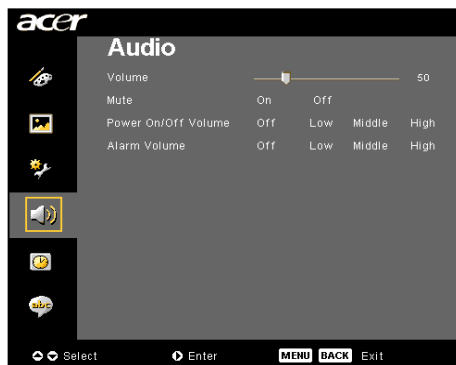 acer
Audio
Volume 50
Mute On Off
Power On/Off Volume Off Low Middle High
Alarm Volume Off Low Middle High
abc
Select Enter MENU BACK Exit